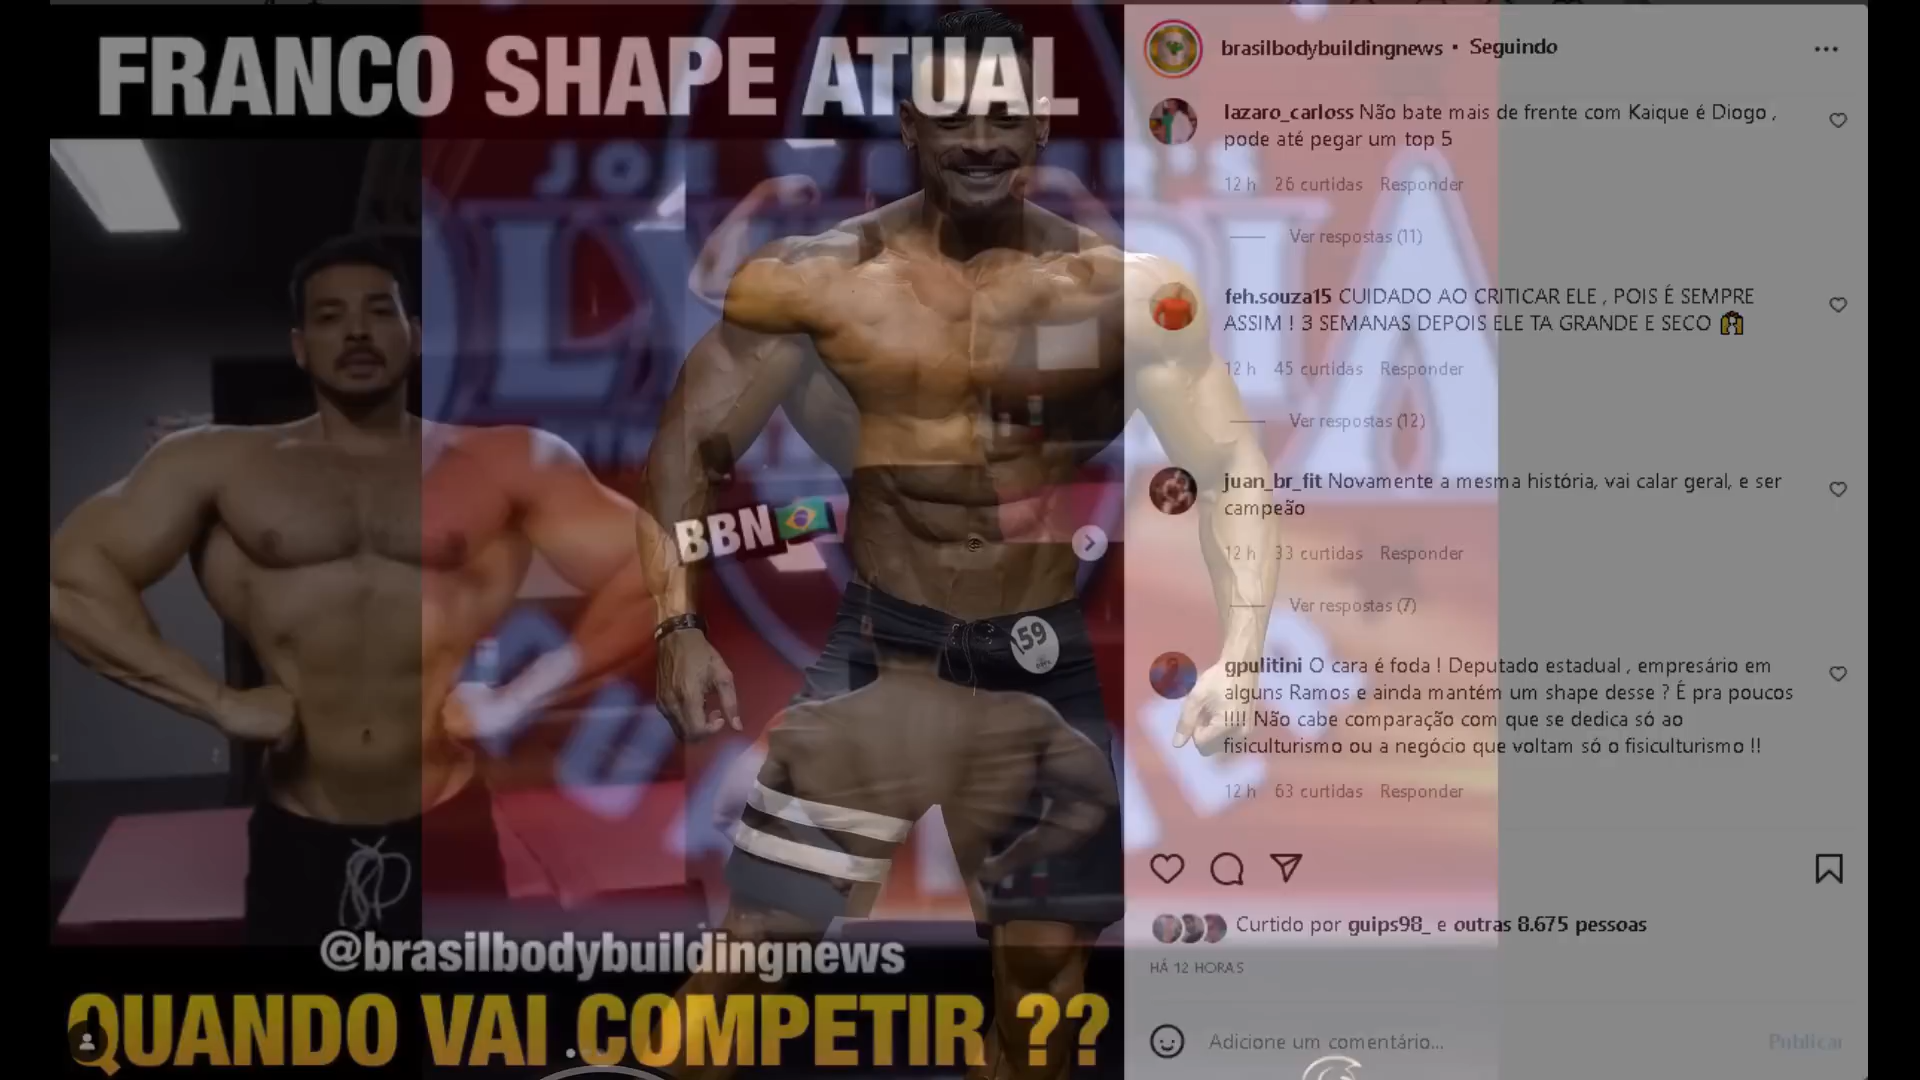 FRANCO SHAPE ATUAL
JOE WEIDER'S
OLYMPIA
BBN
59
@brasilbodybuildingnews
QUANDO VAI COMPETIR ??
brasilbodybuildingnews • Seguindo
lazaro_carloss Não bate mais de frente com Kaique é Diogo ,
pode até pegar um top 5
12 h 26 curtidas Responder
Ver respostas (11)
feh.souza15 CUIDADO AO CRITICAR ELE , POIS É SEMPRE
ASSIM ! 3 SEMANAS DEPOIS ELE TA GRANDE E SECO
12 h 45 curtidas Responder
Ver respostas (12)
juan_br_fit Novamente a mesma história, vai calar geral, e ser
campeão
12 h 33 curtidas Responder
Ver respostas (7)
gpulitini O cara é foda ! Deputado estadual , empresário em
alguns Ramos e ainda mantém um shape desse ? É pra poucos
!!!! Não cabe comparação com que se dedica só ao
fisiculturismo ou a negócio que voltam só o fisiculturismo !!
12 h 63 curtidas Responder
Curtido por guips98_ e outras 8.675 pessoas
HÁ 12 HORAS
Adicione um comentário...
Publicar